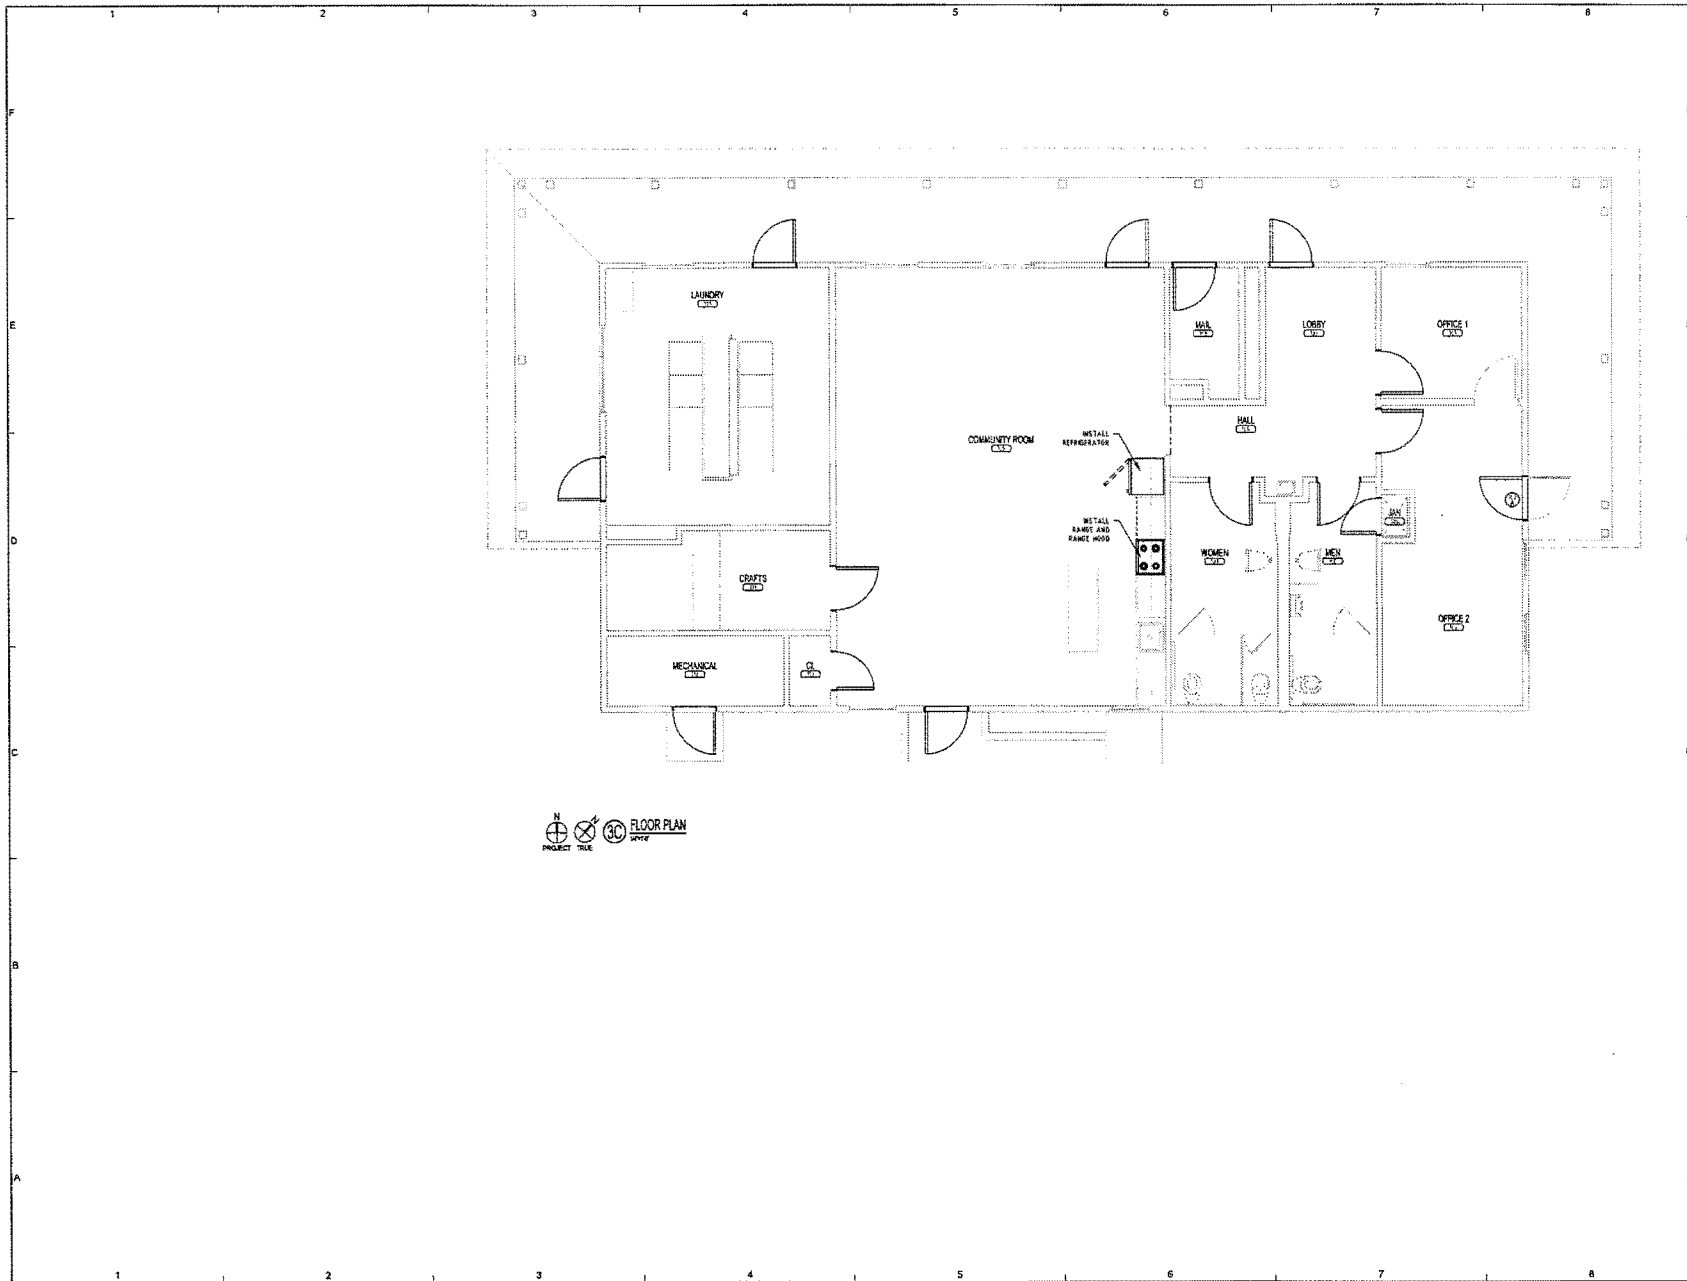 1 2 3 4 5 6 7 8
F
LAUNDRY
MAIL
LOBBY
OFFICE 1
E
HALL
COMMUNITY ROOM
INSTALL
REFRIGERATOR
INSTALL
RANGE AND
RANGE HOOD
JAN
D
WOMEN
MEN
CRAFTS
OFFICE 2
MECHANICAL
CL
C
N
3C FLOOR PLAN
PROJECT TRUE
B
A
1 2 3 4 5 6 7 8